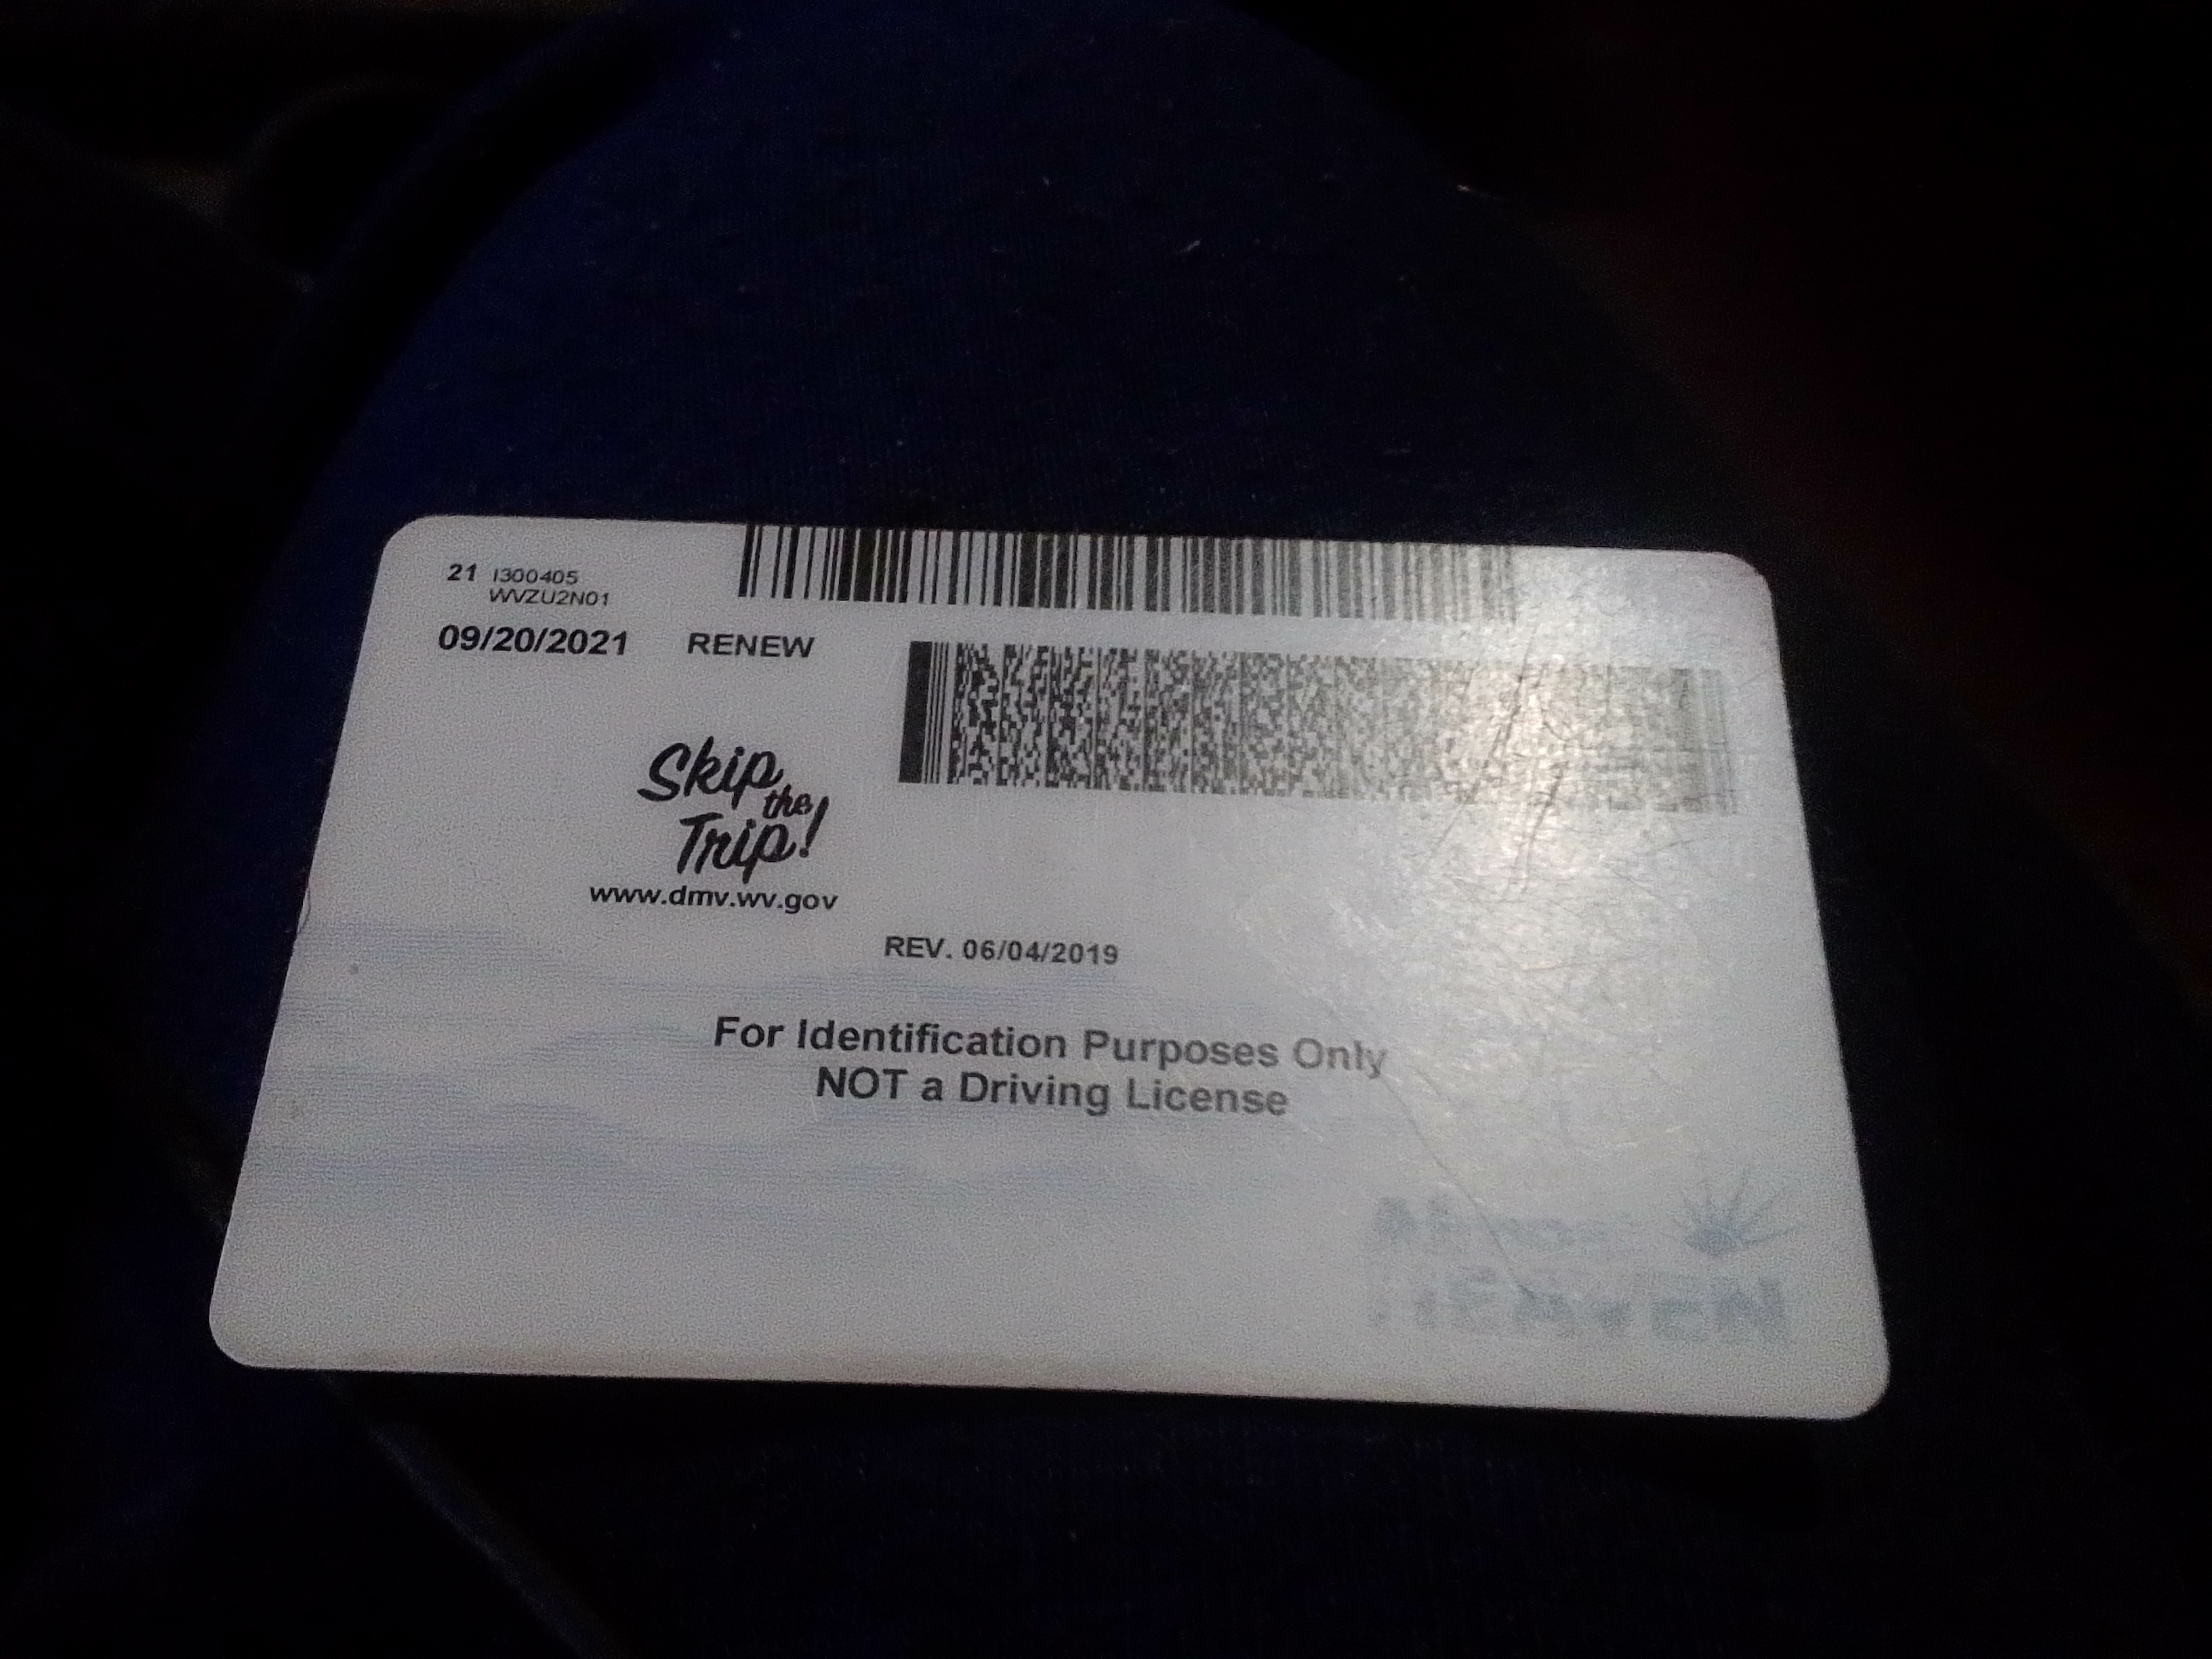 21 I300405
WVZU2N01
09/20/2021 RENEW
Skip
the
Trip!
www.dmv.wv.gov
REV. 06/04/2019
For Identification Purposes Only
NOT a Driving License